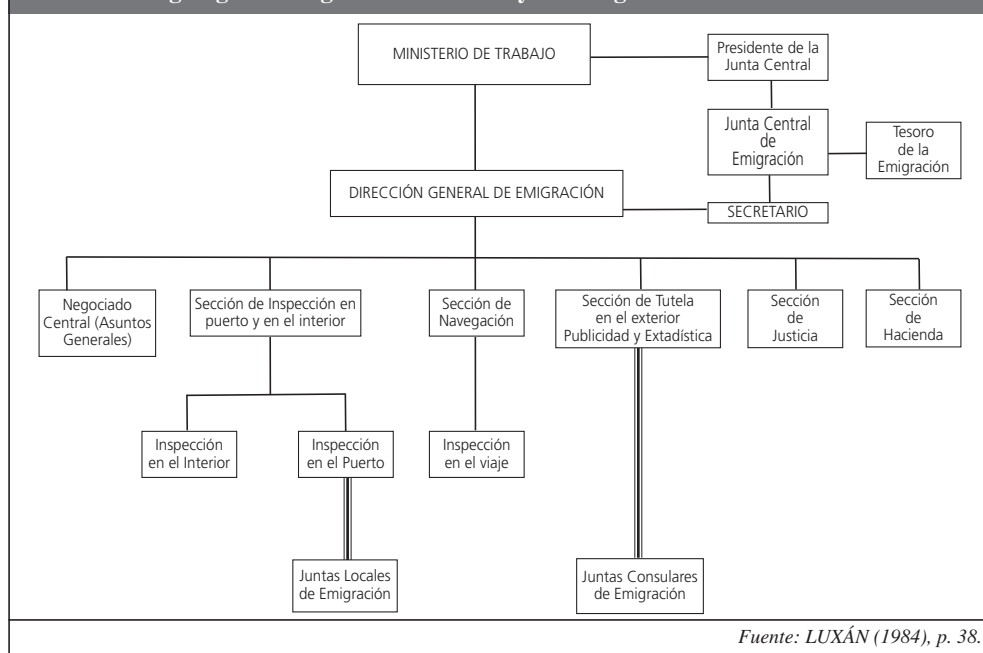 MINISTERIO DE TRABAJO
Presidente de la
Junta Central
Junta Central
de
Emigración
Tesoro
de la
Emigración
DIRECCIÓN GENERAL DE EMIGRACIÓN
SECRETARIO
Negociado
Central (Asuntos
Generales)
Sección de Inspección en
puerto y en el interior
Sección de
Navegación
Sección de Tutela
en el exterior
Publicidad y Extadística
Sección
de
Justicia
Sección
de
Hacienda
Inspección
en el Interior
Inspección
en el Puerto
Inspección
en el viaje
Juntas Locales
de Emigración
Juntas Consulares
de Emigración
Fuente: LUXÁN (1984), p. 38.